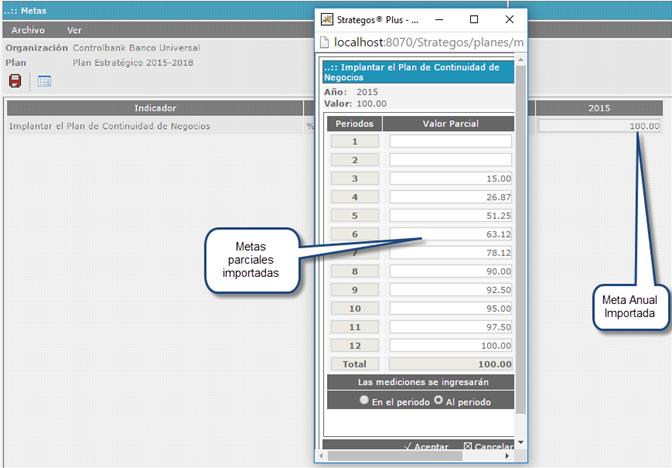 ..:: Metas
Archivo Ver
Organización Controlbank Banco Universal
Plan Plan Estratégico 2015-2018
Indicador
2015
Implantar el Plan de Continuidad de Negocios %
100.00
Strategos® Plus - ...
localhost:8070/Strategos/planes/m
..:: Implantar el Plan de Continuidad de
Negocios
Año: 2015
Valor: 100.00
Periodos Valor Parcial
1
2
3 15.00
4 26.87
5 51.25
6 63.12
7 78.12
8 90.00
9 92.50
10 95.00
11 97.50
12 100.00
Total 100.00
Las mediciones se ingresarán
En el periodo Al periodo
Aceptar Cancelar
Metas
parciales
importadas
Meta Anual
Importada